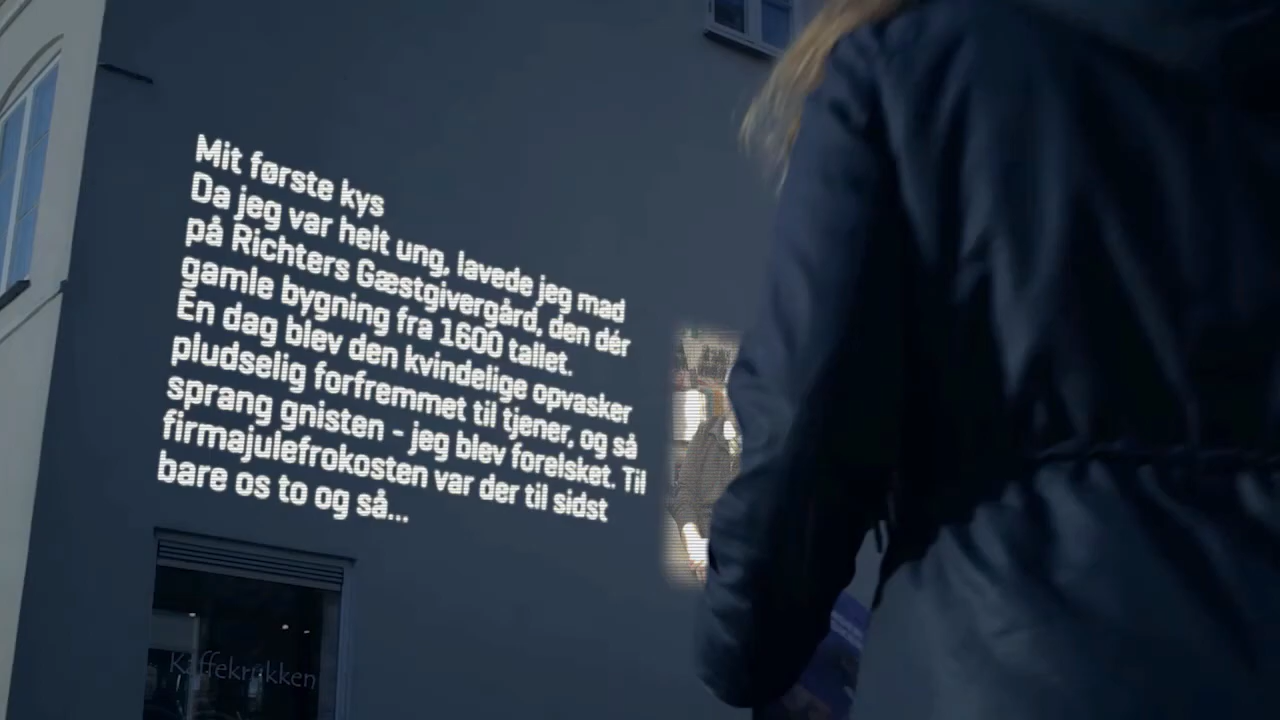 Mit første kys
Da jeg var helt ung, lavede jeg mad
på Richters Gæstgivergård, den dér
gamle bygning fra 1600 tallet.
En dag blev den kvindelige opvasker
pludselig forfremmet til tjener, og så
sprang gnisten - jeg blev forelsket. Til
firmajulefrokosten var der til sidst
bare os to og så...
Kaffekrukken